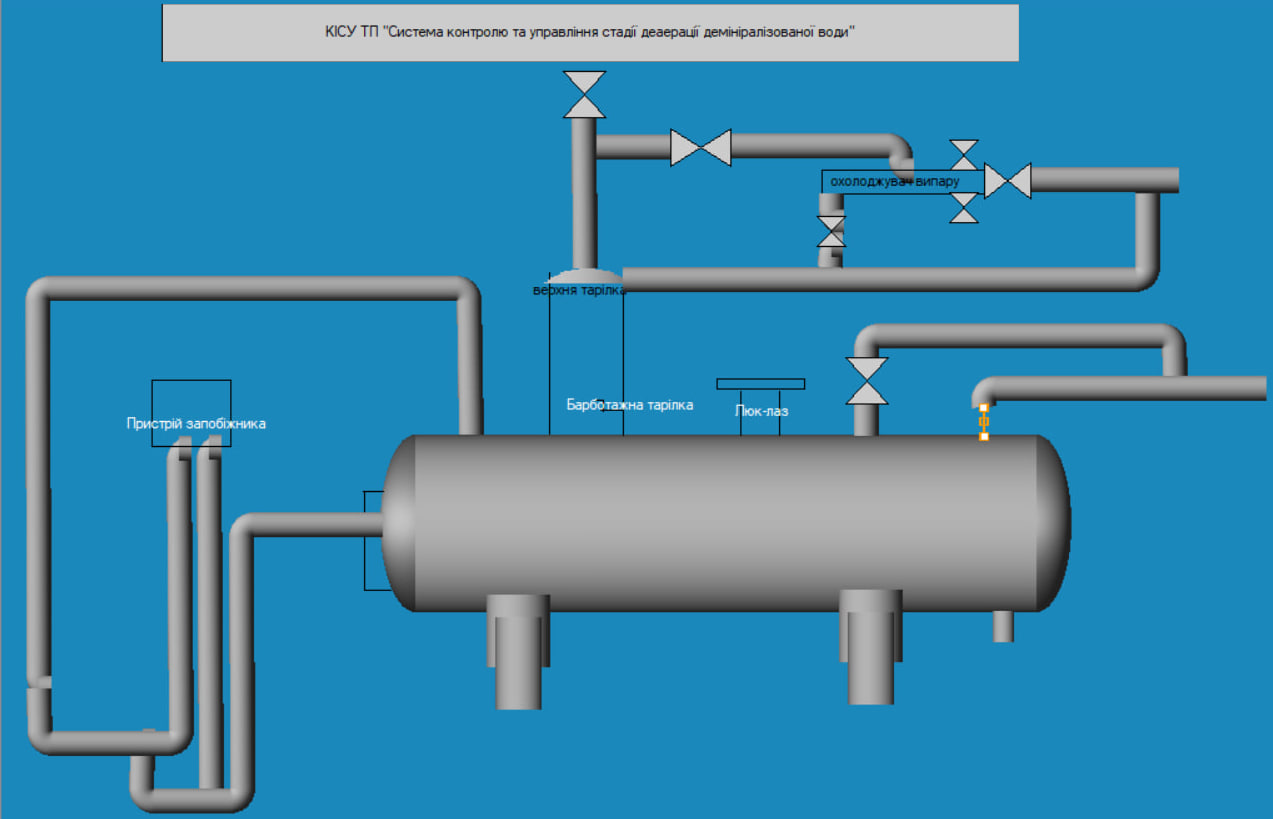 КІСУ ТП "Система контролю та управління стадії деаерації демініралізованої води"
охолоджувач випару
верхня тарілка
Барботажна тарілка
Люк-лаз
Пристрій запобіжника